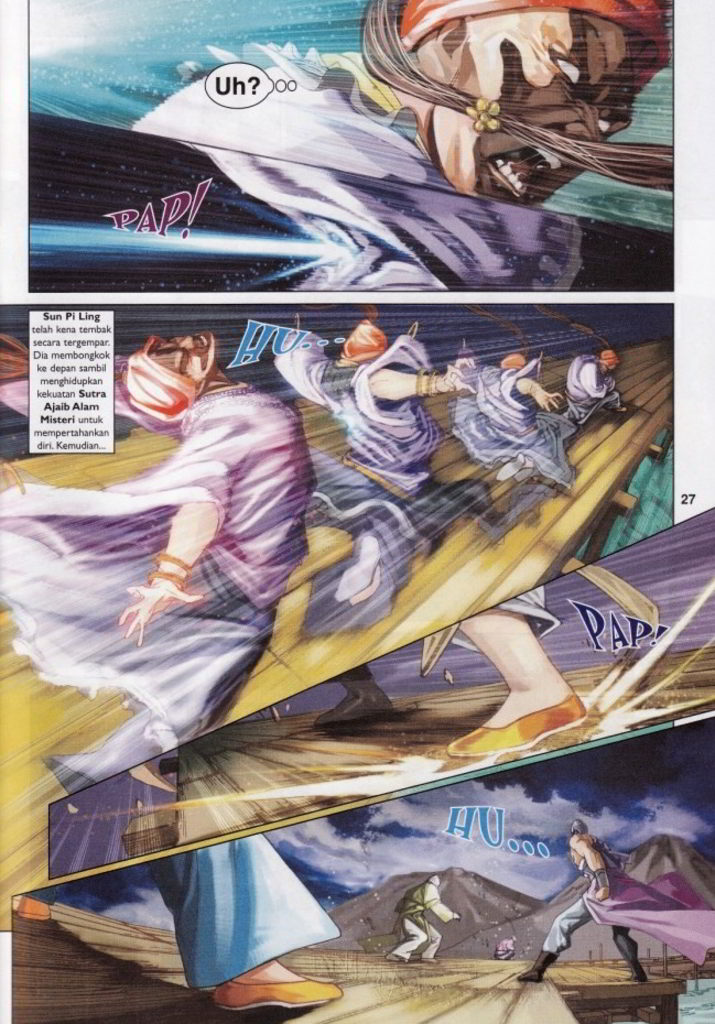 Uh?
PAP!
Sun Pi Ling
telah kena tembak
secara tergempar.
Dia membongkok
ke depan sambil
menghidupkan
kekuatan Sutra
Ajaib Alam
Misteri untuk
mempertahankan
diri. Kemudian...
HU...
27
PAP!
HU...